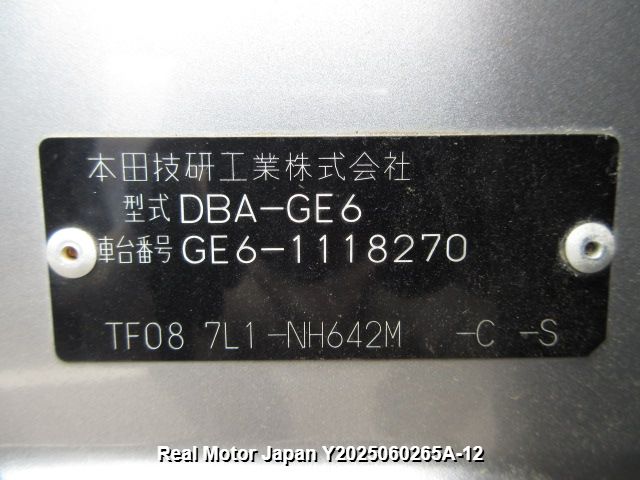 本田技研工業株式会社
型式 DBA-GE6
車台番号 GE6-1118270
TF08 7L1-NH642M -C -S
Real Motor Japan Y2025060265A-12